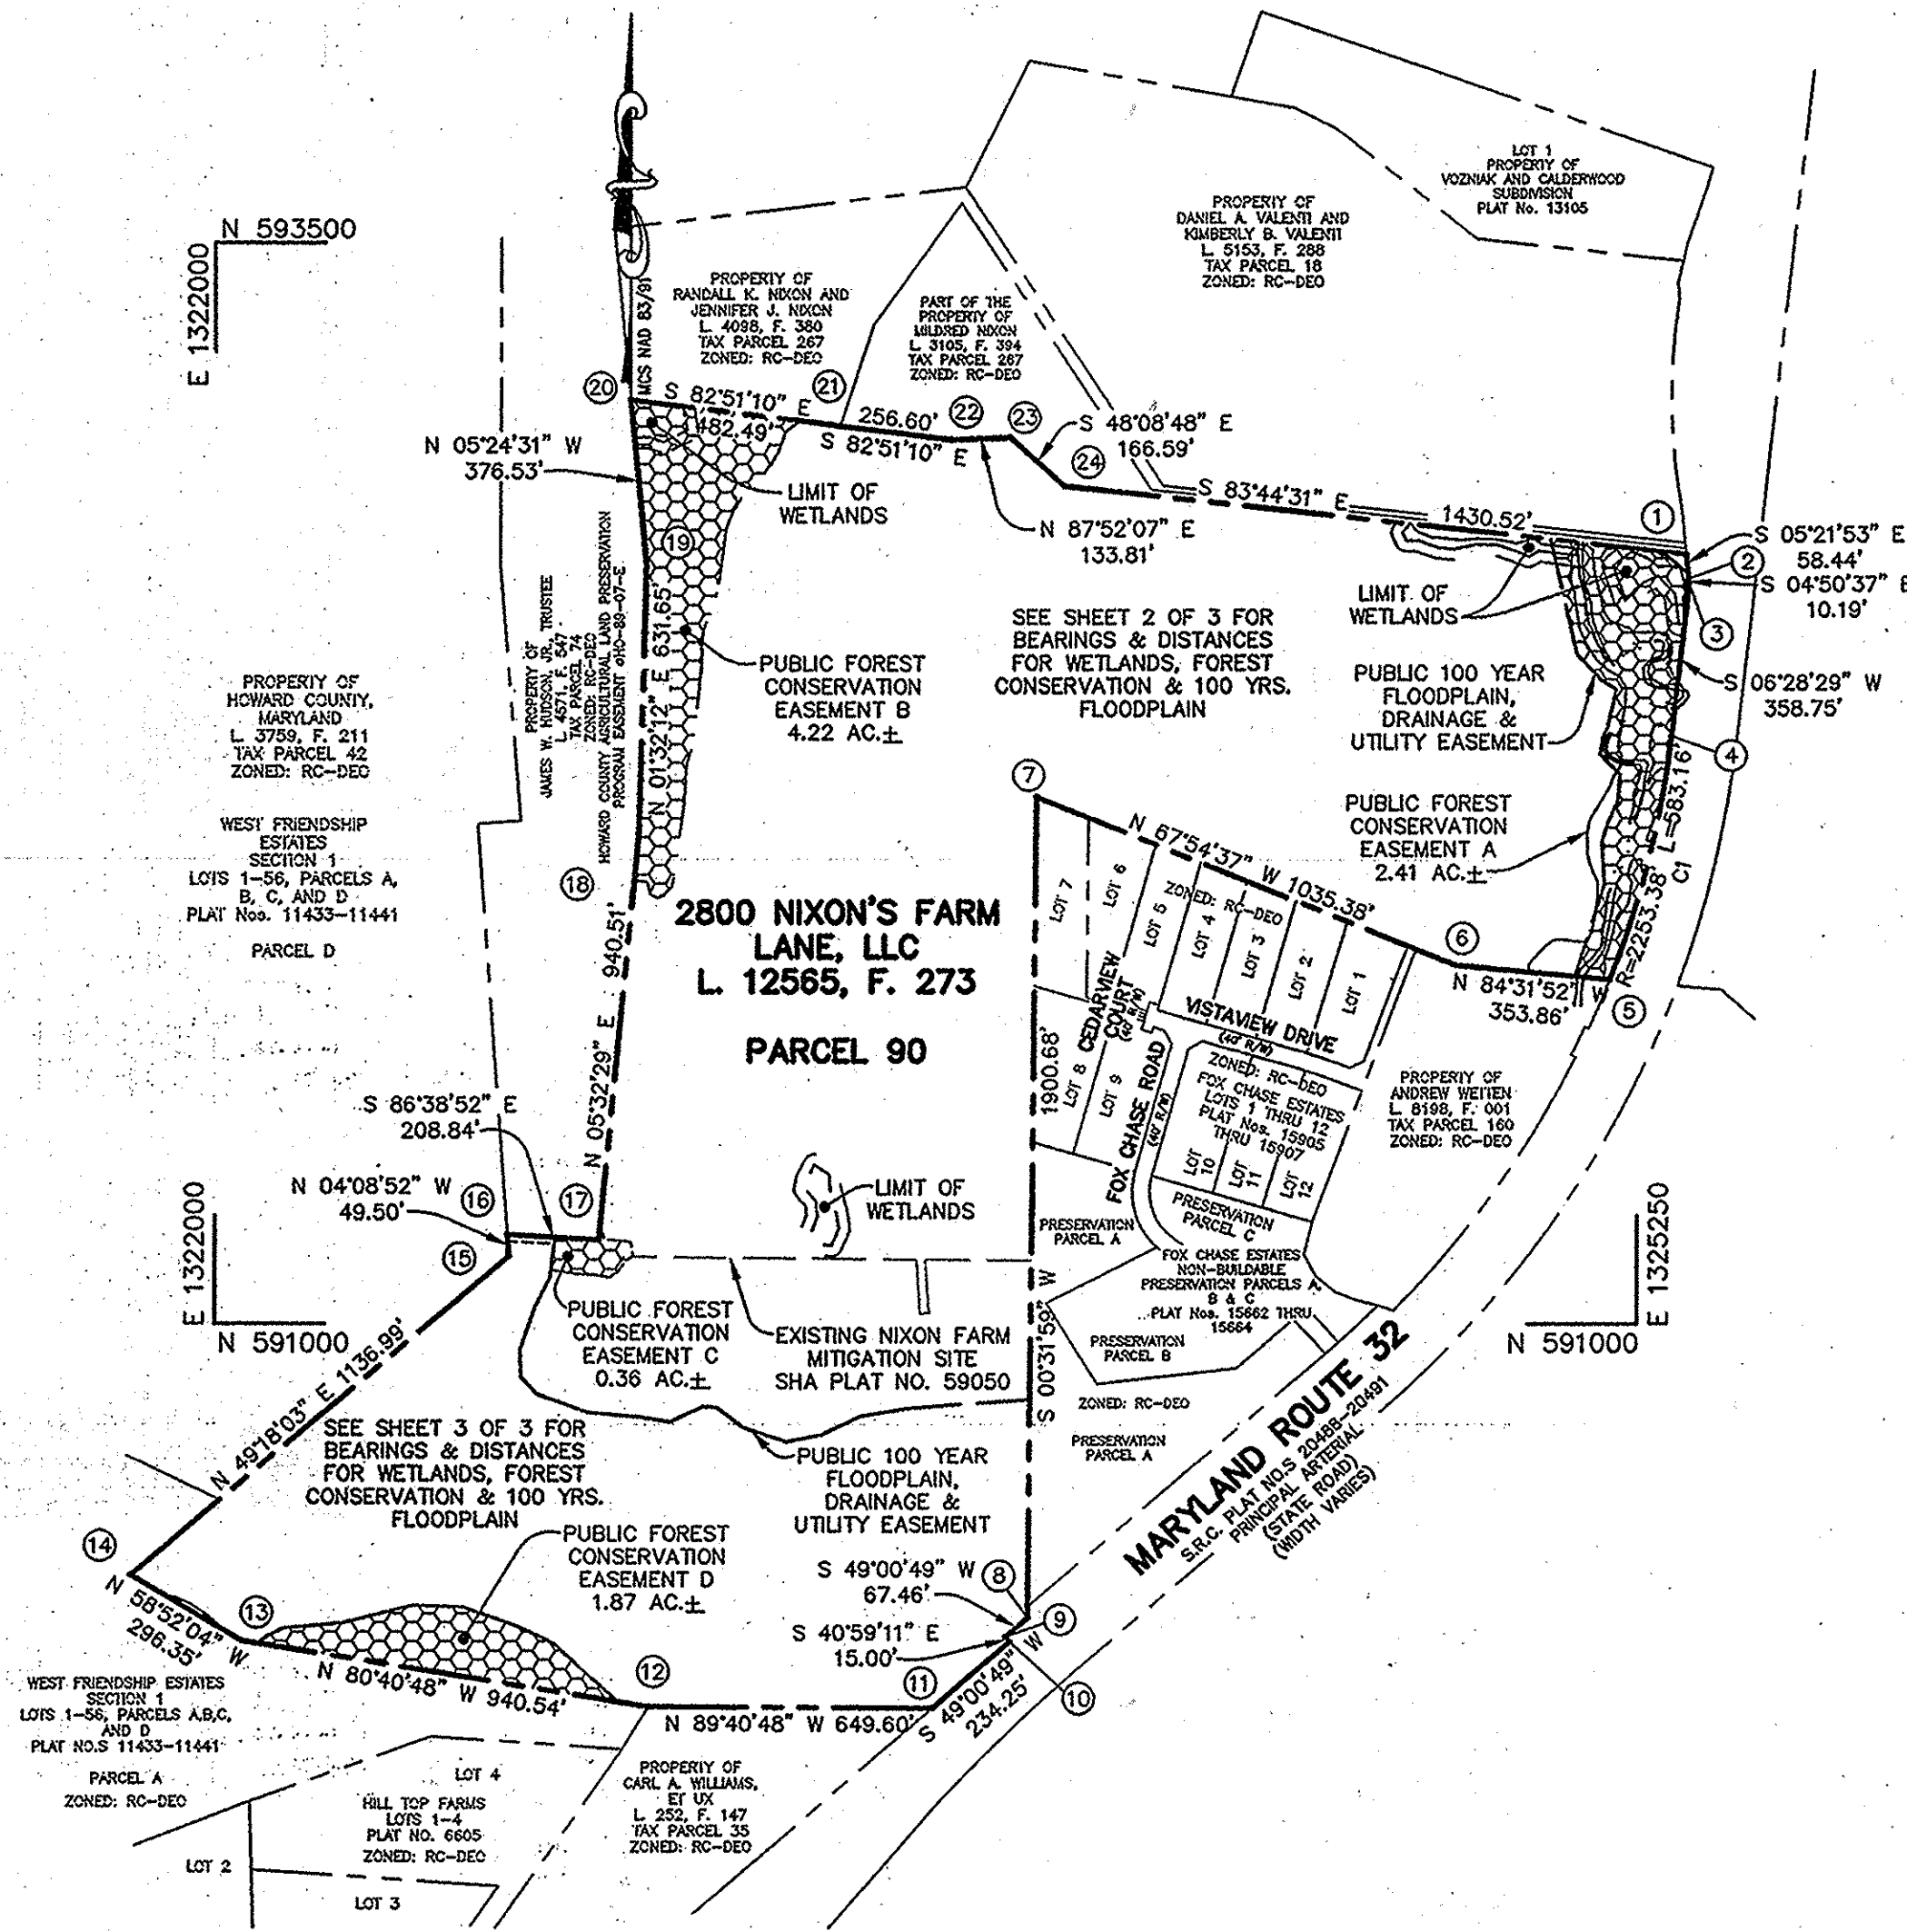 LOT 1
PROPERTY OF
VOZNIAK AND CALDERWOOD
SUBDIVISION
PLAT No. 13105
PROPERTY OF
DANIEL A. VALENTI AND
KIMBERLY B. VALENTI
L. 5153, F. 288
TAX PARCEL 18
ZONED: RC-DEO
N 593500
E 1322000
MCS NAD 83/91
PROPERTY OF
RANDALL K. NIXON AND
JENNIFER J. NIXON
L. 4098, F. 380
TAX PARCEL 267
ZONED: RC-DEO
PART OF THE
PROPERTY OF
MILDRED NIXON
L. 3105, F. 394
TAX PARCEL 267
ZONED: RC-DEO
20
S 82°51'10" E
482.49'
21
256.60'
S 82°51'10" E
22
23
S 48°08'48" E
166.59'
24
N 05°24'31" W
376.53'
LIMIT OF
WETLANDS
N 87°52'07" E
133.81'
S 83°44'31" E
1430.52'
1
S 05°21'53" E
58.44'
2
S 04°50'37" E
10.19'
3
LIMIT OF
WETLANDS
19
PROPERTY OF
JAMES W. HUDSON, JR., TRUSTEE
L. 4571, F. 547
TAX PARCEL 74
ZONED: RC-DEO
HOWARD COUNTY AGRICULTURAL LAND PRESERVATION
PROGRAM EASEMENT #HO-89-07-E
N 01°32'12" E 631.65'
SEE SHEET 2 OF 3 FOR
BEARINGS & DISTANCES
FOR WETLANDS, FOREST
CONSERVATION & 100 YRS.
FLOODPLAIN
PUBLIC FOREST
CONSERVATION
EASEMENT B
4.22 AC.±
PUBLIC 100 YEAR
FLOODPLAIN,
DRAINAGE &
UTILITY EASEMENT
S 06°28'29" W
358.75'
4
PROPERTY OF
HOWARD COUNTY,
MARYLAND
L. 3759, F. 211
TAX PARCEL 42
ZONED: RC-DEO
WEST FRIENDSHIP
ESTATES
SECTION 1
LOTS 1-56, PARCELS A,
B, C, AND D
PLAT Nos. 11433-11441
PARCEL D
7
PUBLIC FOREST
CONSERVATION
EASEMENT A
2.41 AC.±
R=2253.38' L=583.16'
C1
N 67°54'37" W 1035.38'
18
2800 NIXON'S FARM
LANE, LLC
L. 12565, F. 273
PARCEL 90
LOT 7
LOT 6
LOT 5
LOT 4
LOT 3
LOT 2
LOT 1
ZONED: RC-DEO
6
N 84°31'52" W
353.86'
5
CEDARVIEW
COURT
(40' R/W)
VISTAVIEW DRIVE
(40' R/W)
LOT 8
LOT 9
FOX CHASE ROAD
(40' R/W)
ZONED: RC-DEO
FOX CHASE ESTATES
LOTS 1 THRU 12
PLAT Nos. 15905
THRU 15907
LOT
10
LOT
11
LOT
12
PROPERTY OF
ANDREW WEITEN
L. 8198, F. 001
TAX PARCEL 160
ZONED: RC-DEO
1900.68'
S 00°31'59" W
N 05°32'29" E 940.51'
S 86°38'52" E
208.84'
N 04°08'52" W
49.50'
16
17
15
LIMIT OF
WETLANDS
PRESERVATION
PARCEL A
PRESERVATION
PARCEL C
FOX CHASE ESTATES
NON-BUILDABLE
PRESERVATION PARCELS A,
B & C
PLAT Nos. 15662 THRU
15664
PRESERVATION
PARCEL B
ZONED: RC-DEO
PRESERVATION
PARCEL A
E 1322000
N 591000
E 1325250
N 591000
PUBLIC FOREST
CONSERVATION
EASEMENT C
0.36 AC.±
EXISTING NIXON FARM
MITIGATION SITE
SHA PLAT NO. 59050
N 49°18'03" E 1136.99'
SEE SHEET 3 OF 3 FOR
BEARINGS & DISTANCES
FOR WETLANDS, FOREST
CONSERVATION & 100 YRS.
FLOODPLAIN
PUBLIC 100 YEAR
FLOODPLAIN,
DRAINAGE &
UTILITY EASEMENT
MARYLAND ROUTE 32
S.R.C. PLAT NO.S 20488-20491
PRINCIPAL ARTERIAL
(STATE ROAD)
(WIDTH VARIES)
14
N 58°52'04" W
296.35'
13
PUBLIC FOREST
CONSERVATION
EASEMENT D
1.87 AC.±
S 49°00'49" W
67.46'
8
9
S 40°59'11" E
15.00'
10
S 49°00'49" W
234.25'
11
12
N 80°40'48" W 940.54'
N 89°40'48" W 649.60'
WEST FRIENDSHIP ESTATES
SECTION 1
LOTS 1-56, PARCELS A,B,C,
AND D
PLAT NO.S 11433-11441
PARCEL A
ZONED: RC-DEO
LOT 4
HILL TOP FARMS
LOTS 1-4
PLAT NO. 6605
ZONED: RC-DEO
LOT 2
LOT 3
PROPERTY OF
CARL A. WILLIAMS,
ET UX
L. 252, F. 147
TAX PARCEL 35
ZONED: RC-DEO